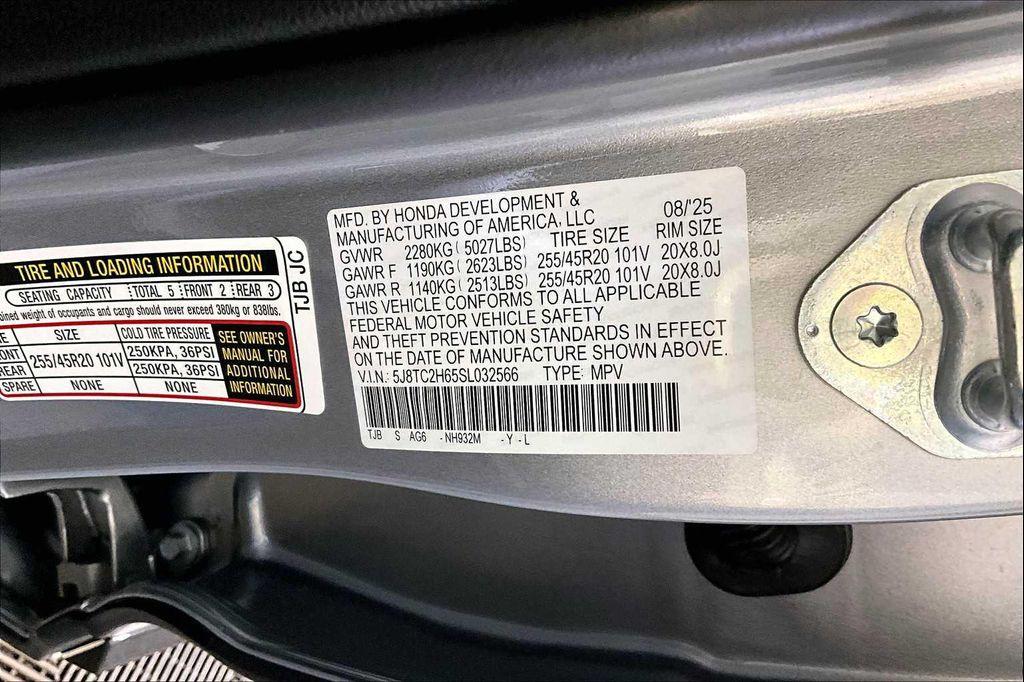 TIRE AND LOADING INFORMATION
SEATING CAPACITY TOTAL 5 FRONT 2 REAR 3
ined weight of occupants and cargo should never exceed 380kg or 838lbs.
SIZE COLD TIRE PRESSURE
SEE OWNER'S MANUAL FOR ADDITIONAL INFORMATION
RONT 255/45R20 101V 250KPA, 36PSI
REAR 250KPA, 36PSI
SPARE NONE NONE
TJB JC
MFD. BY HONDA DEVELOPMENT & 08/'25
MANUFACTURING OF AMERICA, LLC
GVWR 2280KG(5027LBS) TIRE SIZE RIM SIZE
GAWR F 1190KG(2623LBS) 255/45R20 101V 20X8.0J
GAWR R 1140KG(2513LBS) 255/45R20 101V 20X8.0J
THIS VEHICLE CONFORMS TO ALL APPLICABLE
FEDERAL MOTOR VEHICLE SAFETY
AND THEFT PREVENTION STANDARDS IN EFFECT
ON THE DATE OF MANUFACTURE SHOWN ABOVE.
V.I.N.: 5J8TC2H65SL032566 TYPE: MPV
TJB S AG6 -NH932M -Y-L